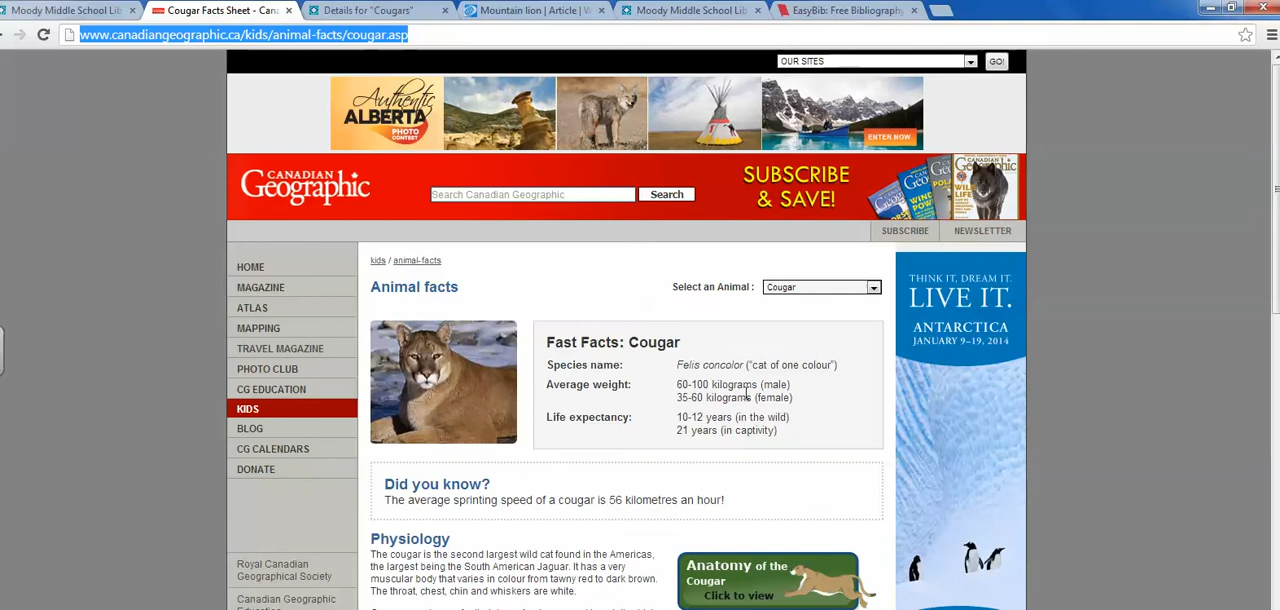 Moody Middle School Lib
Cougar Facts Sheet - Can
Details for "Cougars"
Mountain lion | Article | W
Moody Middle School Lib
EasyBib: Free Bibliography
www.canadiangeographic.ca/kids/animal-facts/cougar.asp
OUR SITES
GO!
Authentic
ALBERTA
PHOTO
CONTEST
ENTER NOW
CANADIAN
Geographic
Search Canadian Geographic
Search
SUBSCRIBE
& SAVE!
SUBSCRIBE
NEWSLETTER
HOME
MAGAZINE
ATLAS
MAPPING
TRAVEL MAGAZINE
PHOTO CLUB
CG EDUCATION
KIDS
BLOG
CG CALENDARS
DONATE
Royal Canadian
Geographical Society
Canadian Geographic
kids / animal-facts
Animal facts
Select an Animal :
Cougar
Fast Facts: Cougar
Species name: Felis concolor ("cat of one colour")
Average weight: 60-100 kilograms (male)
35-60 kilograms (female)
Life expectancy: 10-12 years (in the wild)
21 years (in captivity)
Did you know?
The average sprinting speed of a cougar is 56 kilometres an hour!
Physiology
The cougar is the second largest wild cat found in the Americas,
the largest being the South American Jaguar. It has a very
muscular body that varies in colour from tawny red to dark brown.
The throat, chest, chin and whiskers are white.
Anatomy of the
Cougar
Click to view
THINK IT, DREAM IT.
LIVE IT.
ANTARCTICA
JANUARY 9–19, 2014